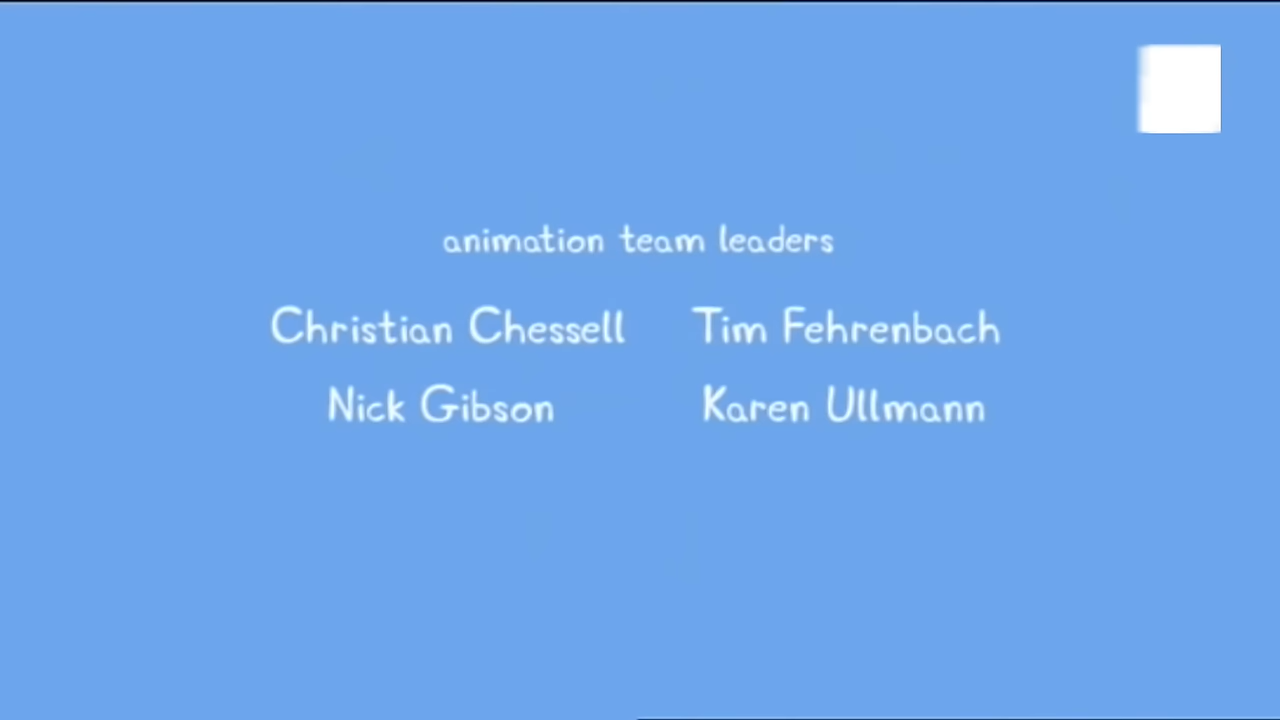 animation team leaders
Christian Chessell Tim Fehrenbach
Nick Gibson Karen Ullmann